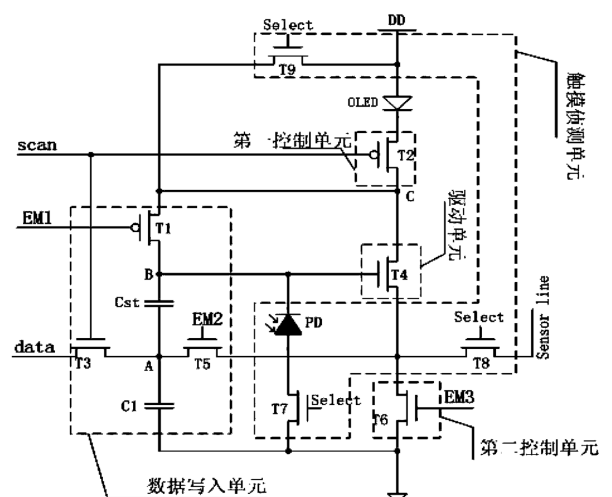 Select
DD
T9
OLED
触摸侦测单元
第一控制单元
scan
T2
C
EM1
T1
驱动单元
B
T4
Cst
EM2
PD
Select
Sensor line
data
T3
A
T5
T8
C1
T7
Select
T6
EM3
第二控制单元
数据写入单元